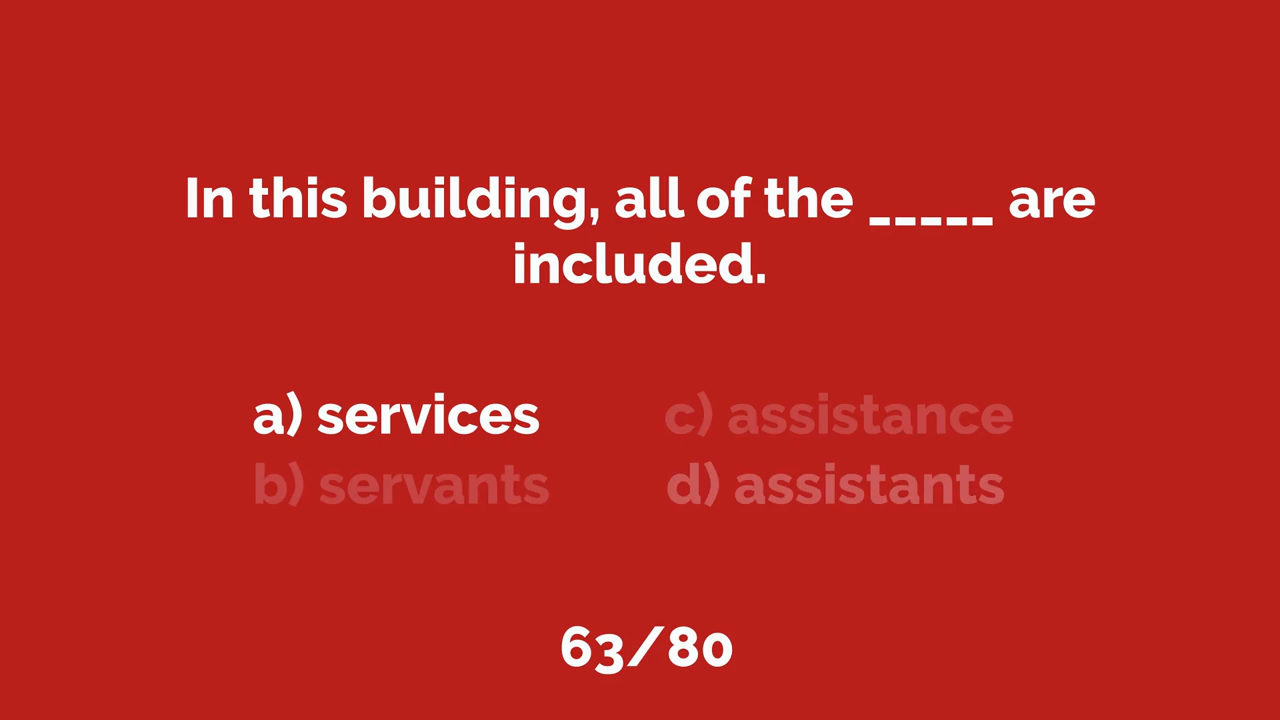 In this building, all of the _____ are
included.
a) services
c) assistance
b) servants
d) assistants
63/80